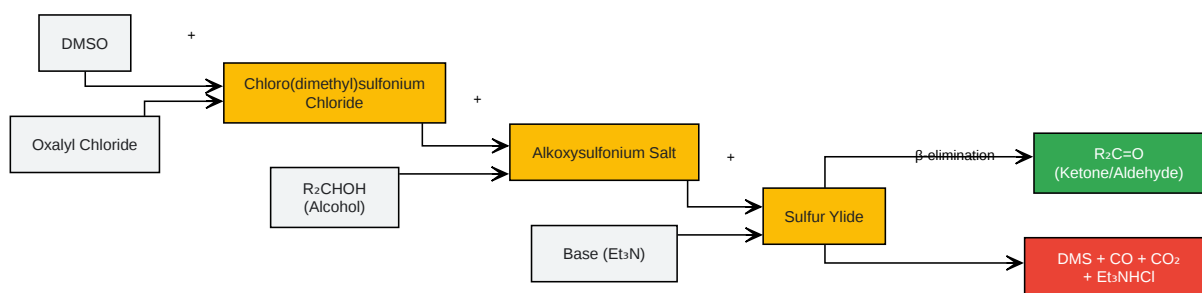 DMSO
+
Oxalyl Chloride
Chloro(dimethyl)sulfonium
Chloride
+
R₂CHOH
(Alcohol)
Alkoxysulfonium Salt
+
Base (Et₃N)
Sulfur Ylide
β-elimination
R₂C=O
(Ketone/Aldehyde)
DMS + CO + CO₂
+ Et₃NHCl